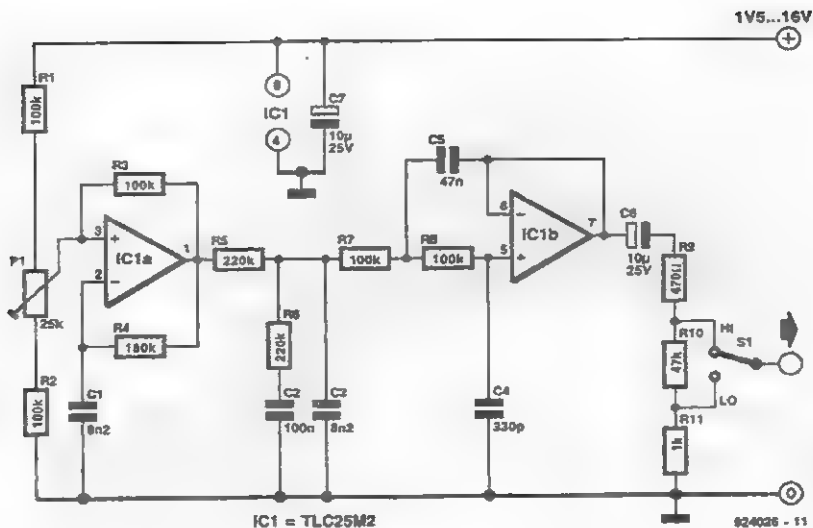 1V5...16V
+
R1
100k
8
IC1
4
C7
10µ
25V
C5
47n
R3
100k
3
2
IC1a
1
R5
220k
R7
100k
R8
100k
6
5
IC1b
7
C6
10µ
25V
R9
470Ω
P1
25k
R4
180k
R6
220k
R10
47k
HI
S1
LO
R2
100k
C1
8n2
C2
100n
C3
8n2
C4
330p
R11
1k
0
IC1 = TLC25M2
924026 - 11